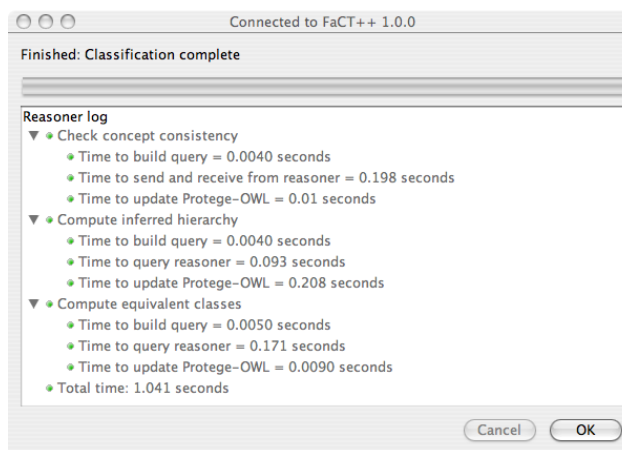 Connected to FaCT++ 1.0.0
Finished: Classification complete
Reasoner log
Check concept consistency
Time to build query = 0.0040 seconds
Time to send and receive from reasoner = 0.198 seconds
Time to update Protege-OWL = 0.01 seconds
Compute inferred hierarchy
Time to build query = 0.0040 seconds
Time to query reasoner = 0.093 seconds
Time to update Protege-OWL = 0.208 seconds
Compute equivalent classes
Time to build query = 0.0050 seconds
Time to query reasoner = 0.171 seconds
Time to update Protege-OWL = 0.0090 seconds
Total time: 1.041 seconds
Cancel OK